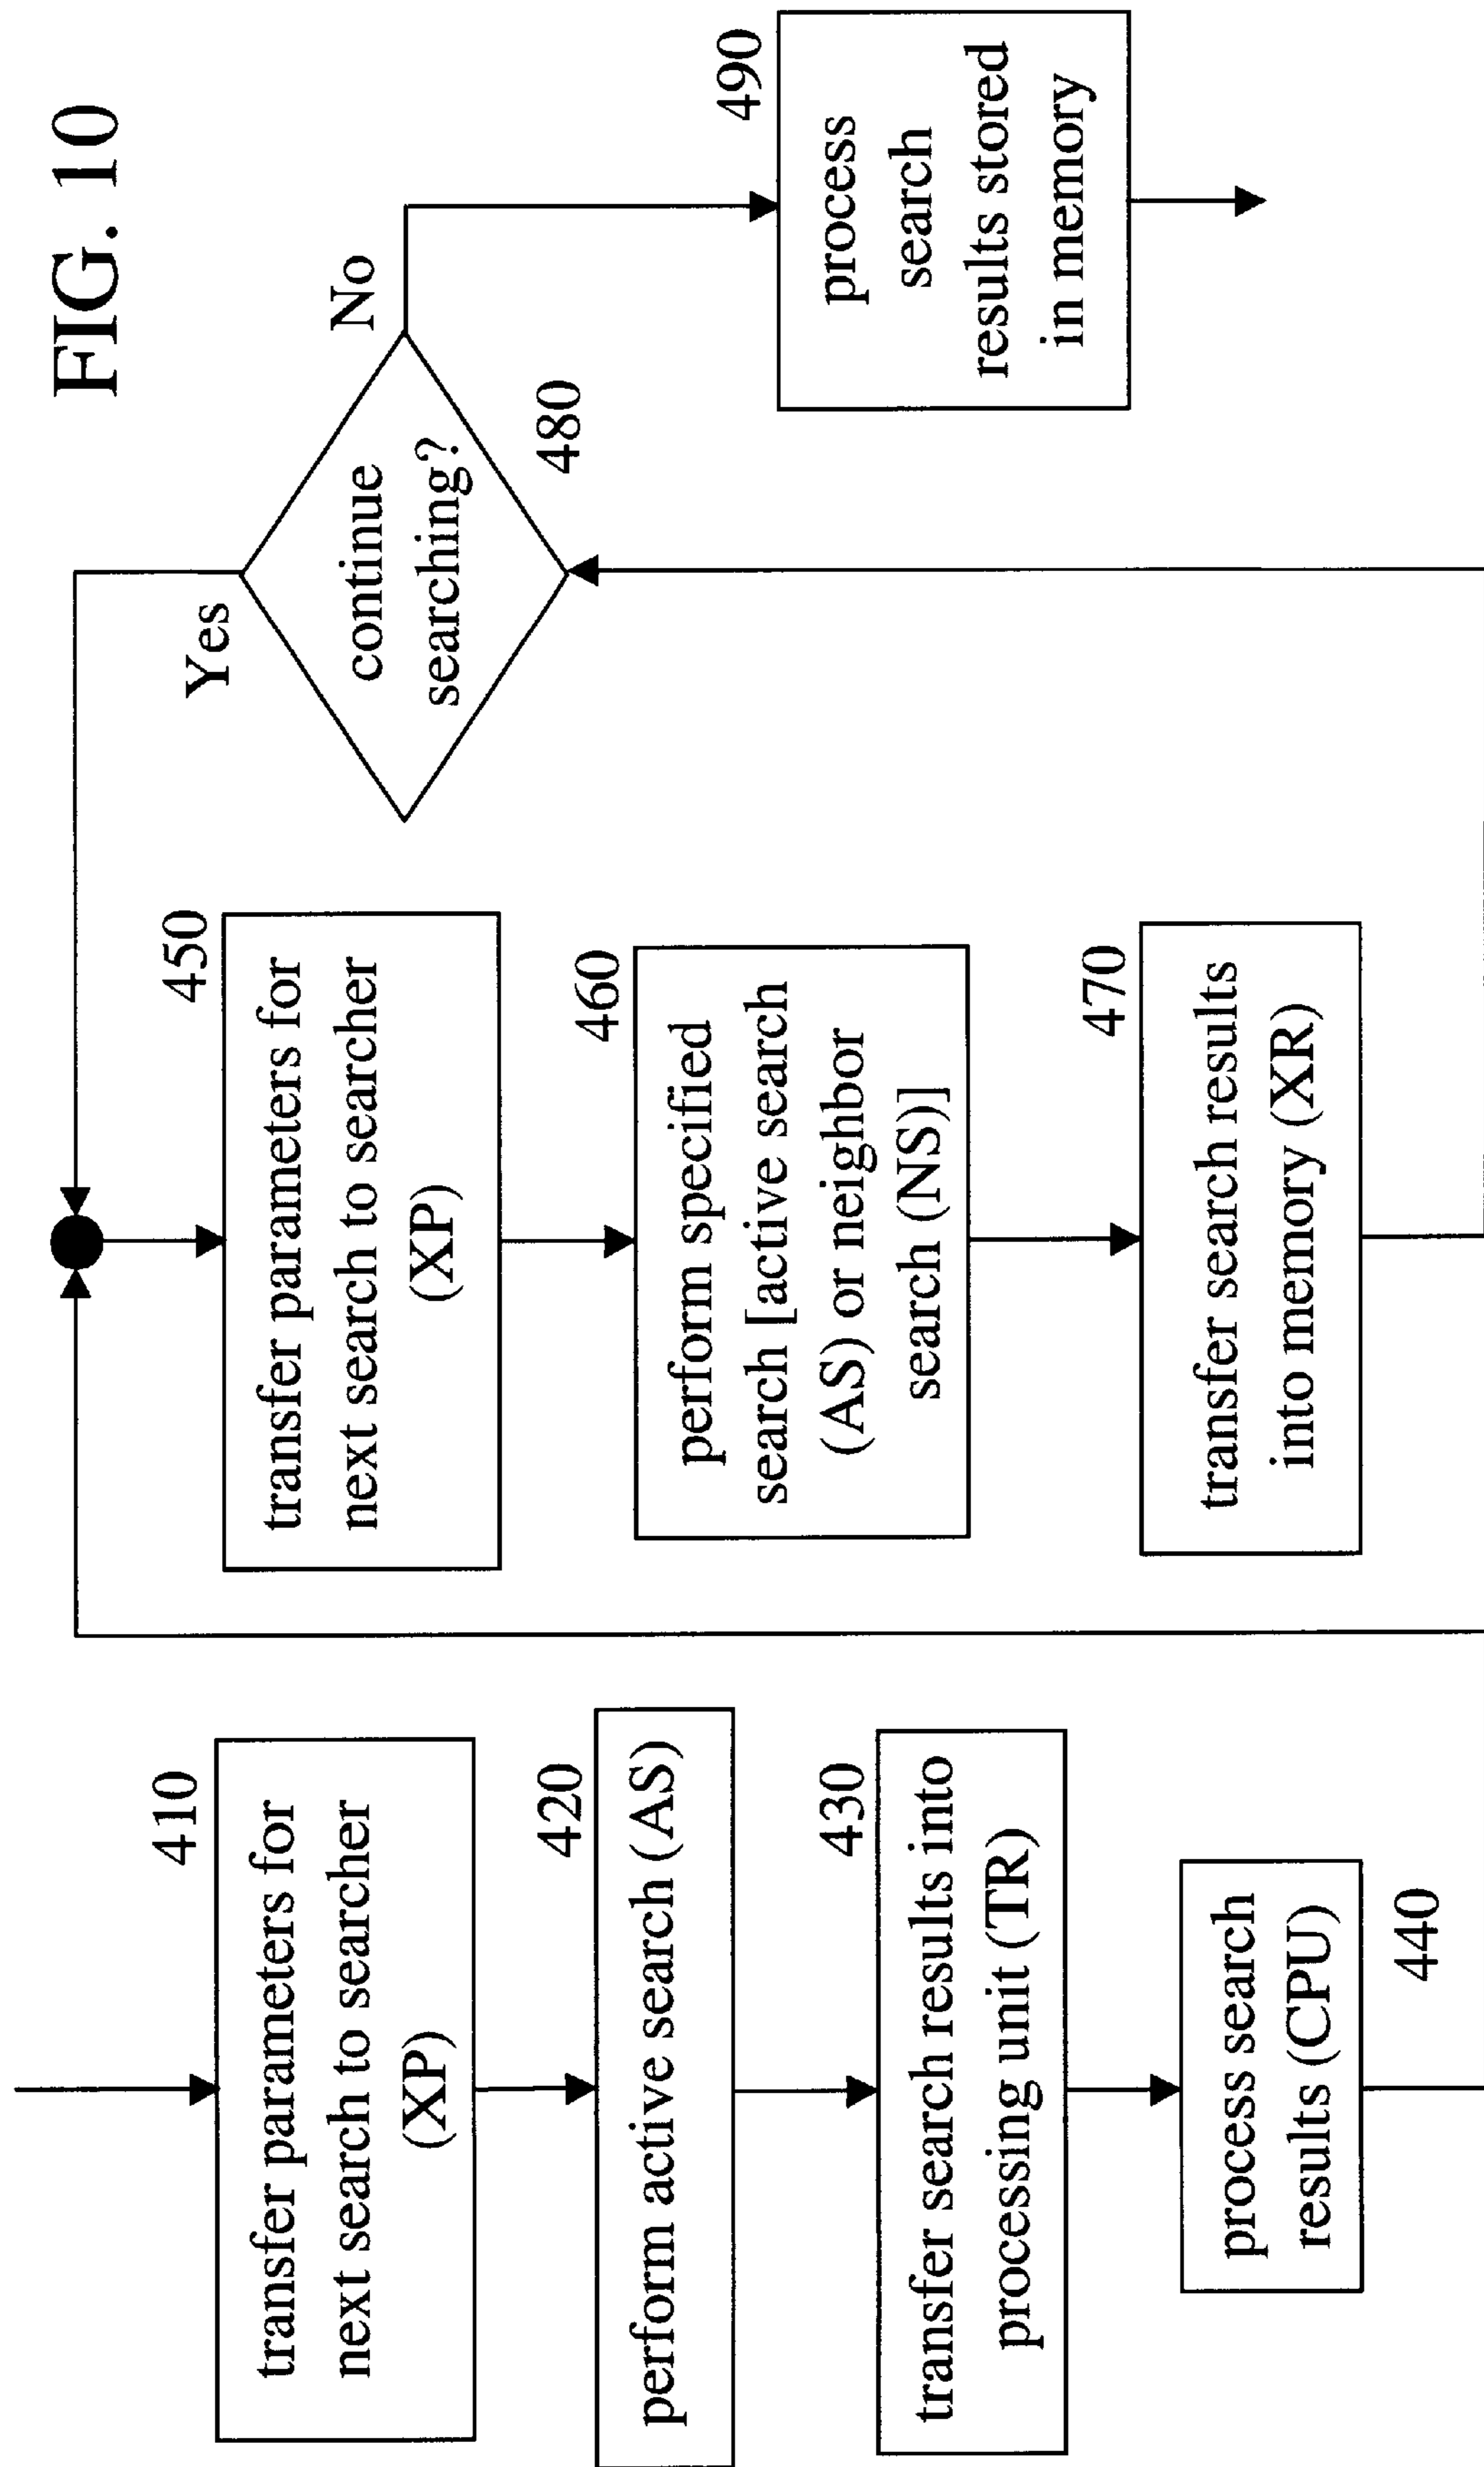 FIG. 10
410
transfer parameters for
next search to searcher
(XP)
420
perform active search (AS)
430
transfer search results into
processing unit (TR)
process search
results (CPU)
440
450
transfer parameters for
next search to searcher
(XP)
460
perform specified
search [active search
(AS) or neighbor
search (NS)]
470
transfer search results
into memory (XR)
Yes
continue
searching?
480
No
490
process
search
results stored
in memory